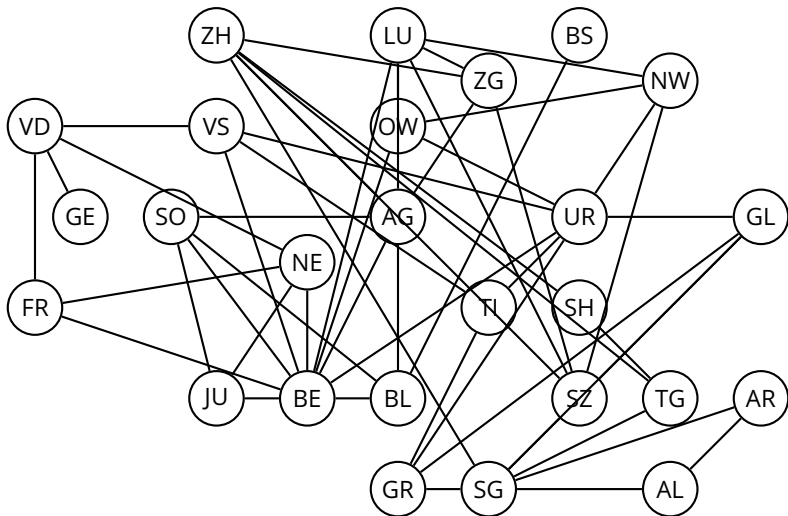 ZH LU BS
ZG NW
VD VS OW
GE SO AG UR GL
NE
FR TI SH
JU BE BL SZ TG AR
GR SG AL